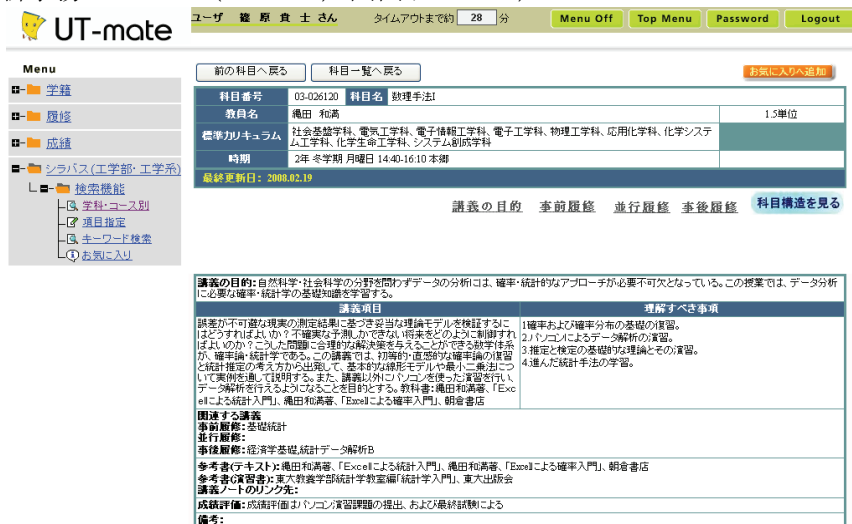 UT-mate
ユーザ 篠 原 貴 士 さん タイムアウトまで約 28 分 Menu Off Top Menu Password Logout
Menu
学籍
履修
成績
シラバス(工学部・工学系)
検索機能
学科・コース別
項目指定
キーワード検索
お気に入り
前の科目へ戻る 科目一覧へ戻る お気に入りへ追加
科目番号 03-026120 科目名 数理手法I
教員名 縄田 和満 1.5単位
標準カリキュラム 社会基盤学科、電気工学科、電子情報工学科、電子工学科、物理工学科、応用化学科、化学システ
ム工学科、化学生命工学科、システム創成学科
時期 2年 冬学期 月曜日 14:40-16:10 本郷
最終更新日: 2008.02.19
講義の目的 事前履修 並行履修 事後履修 科目構造を見る
講義の目的:自然科学・社会科学の分野を問わずデータの分析には、確率・統計的なアプローチが必要不可欠となっている。この授業では、データ分析
に必要な確率・統計学の基礎知識を学習する。
講義項目 理解すべき事項
誤差が不可避な現実の測定結果に基づき妥当な理論モデルを検証するに
はどうすればよいか？不確実な予測しかできない将来をどのように制御すれ
ばよいのか？こうした問題に合理的な解決策を与えることができる数学体系
が、確率論・統計学である。この講義では、初等的・直感的な確率論の復習
と統計推定の考え方から出発して、基本的な線形モデルや最小二乗法につ
いて実例を通して説明する。また、講義以外にパソコンを使った演習を行い、
データ解析を行えるようになることを目的とする。教科書:縄田和満著、「Exc
elによる統計入門」、縄田和満著、「Excelによる確率入門」、朝倉書店
1確率および確率分布の基礎の復習。
2.パソコンによるデータ解析の演習。
3.推定と検定の基礎的な理論とその演習。
4.進んだ統計手法の学習。
関連する講義
事前履修:基礎統計
並行履修:
事後履修:経済学基礎,統計データ解析B
参考書(テキスト):縄田和満著、「Excelによる統計入門」、縄田和満著、「Excelによる確率入門」、朝倉書店
参考書(演習書):東大教養学部統計学教室編「統計学入門」、東大出版会
講義ノートのリンク先:
成績評価:成績評価はパソコン演習課題の提出、および最終試験による
備考: